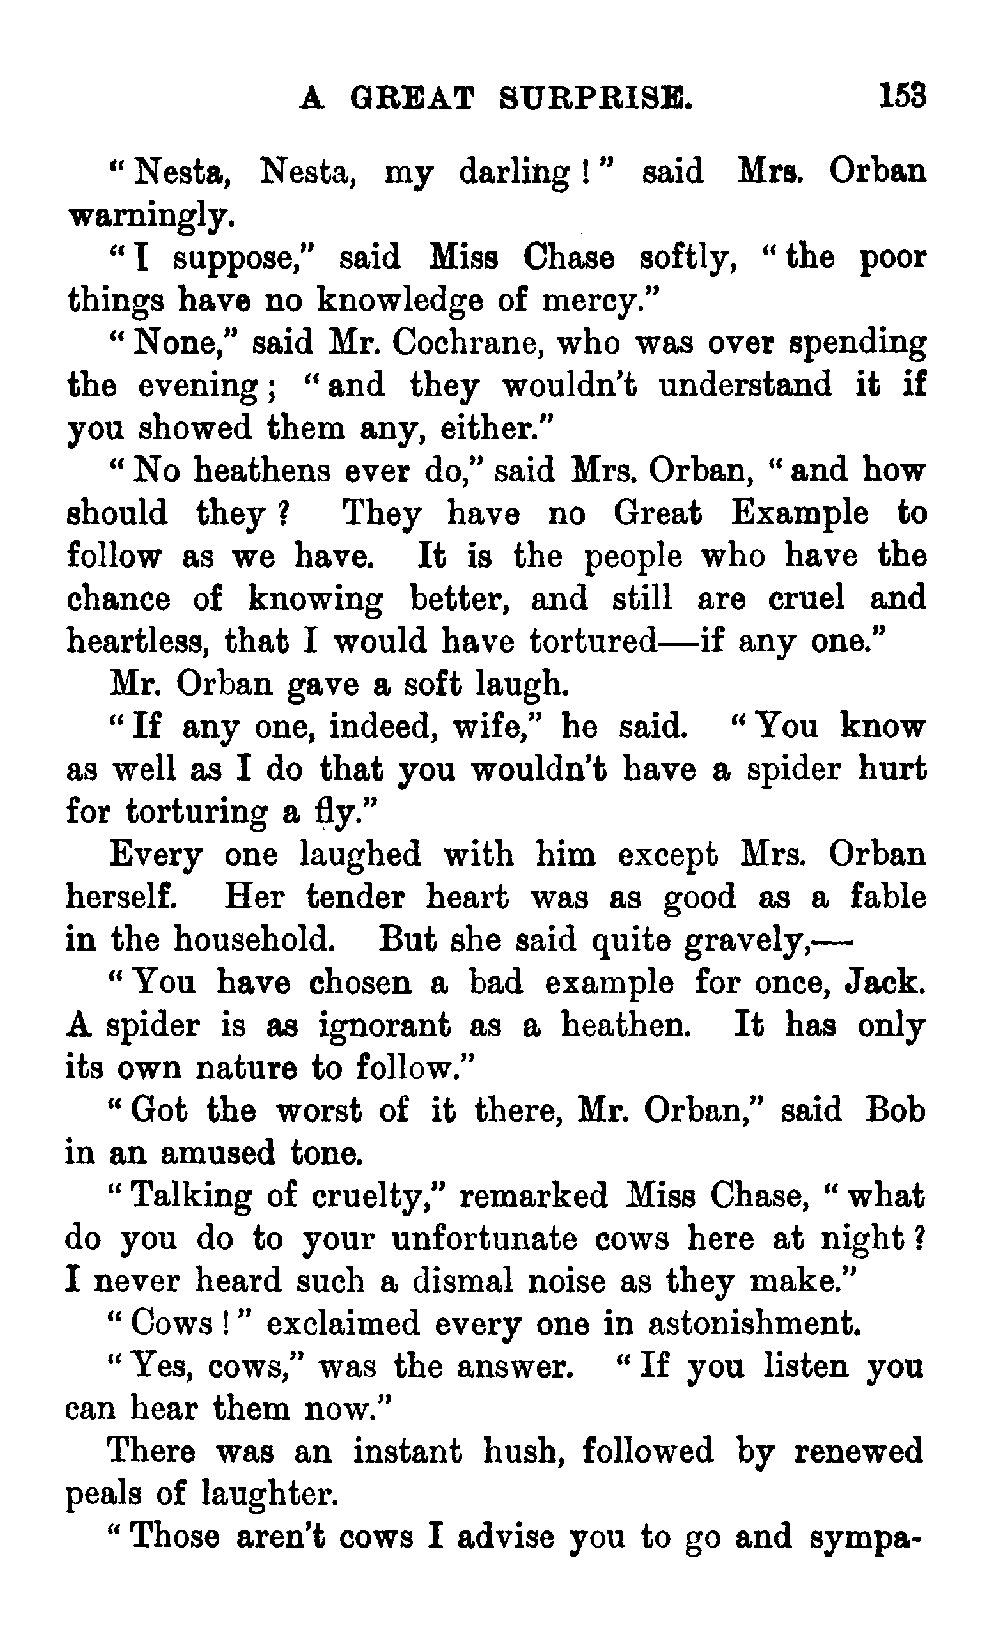 A GREAT SURPRISE. 153
"Nesta, Nesta, my darling!" said Mrs. Orban
warningly.
"I suppose," said Miss Chase softly, "the poor
things have no knowledge of mercy."
"None," said Mr. Cochrane, who was over spending
the evening; "and they wouldn't understand it if
you showed them any, either."
"No heathens ever do," said Mrs. Orban, "and how
should they? They have no Great Example to
follow as we have. It is the people who have the
chance of knowing better, and still are cruel and
heartless, that I would have tortured—if any one."
Mr. Orban gave a soft laugh.
"If any one, indeed, wife," he said. "You know
as well as I do that you wouldn't have a spider hurt
for torturing a fly."
Every one laughed with him except Mrs. Orban
herself. Her tender heart was as good as a fable
in the household. But she said quite gravely,—
"You have chosen a bad example for once, Jack.
A spider is as ignorant as a heathen. It has only
its own nature to follow."
"Got the worst of it there, Mr. Orban," said Bob
in an amused tone.
"Talking of cruelty," remarked Miss Chase, "what
do you do to your unfortunate cows here at night?
I never heard such a dismal noise as they make."
"Cows!" exclaimed every one in astonishment.
"Yes, cows," was the answer. "If you listen you
can hear them now."
There was an instant hush, followed by renewed
peals of laughter.
"Those aren't cows I advise you to go and sympa-